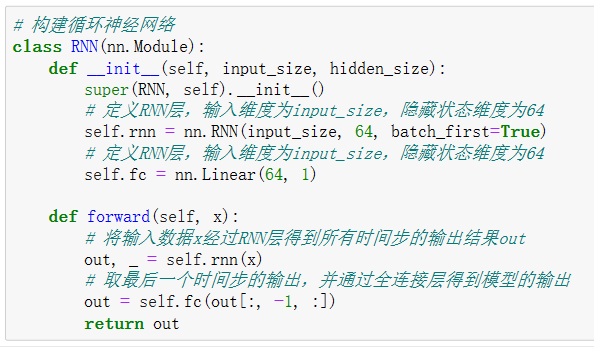 # 构建循环神经网络
class RNN(nn.Module):
    def __init__(self, input_size, hidden_size):
        super(RNN, self).__init__()
        # 定义RNN层，输入维度为input_size，隐藏状态维度为64
        self.rnn = nn.RNN(input_size, 64, batch_first=True)
        # 定义RNN层，输入维度为input_size，隐藏状态维度为64
        self.fc = nn.Linear(64, 1)

    def forward(self, x):
        # 将输入数据x经过RNN层得到所有时间步的输出结果out
        out, _ = self.rnn(x)
        # 取最后一个时间步的输出，并通过全连接层得到模型的输出
        out = self.fc(out[:, -1, :])
        return out